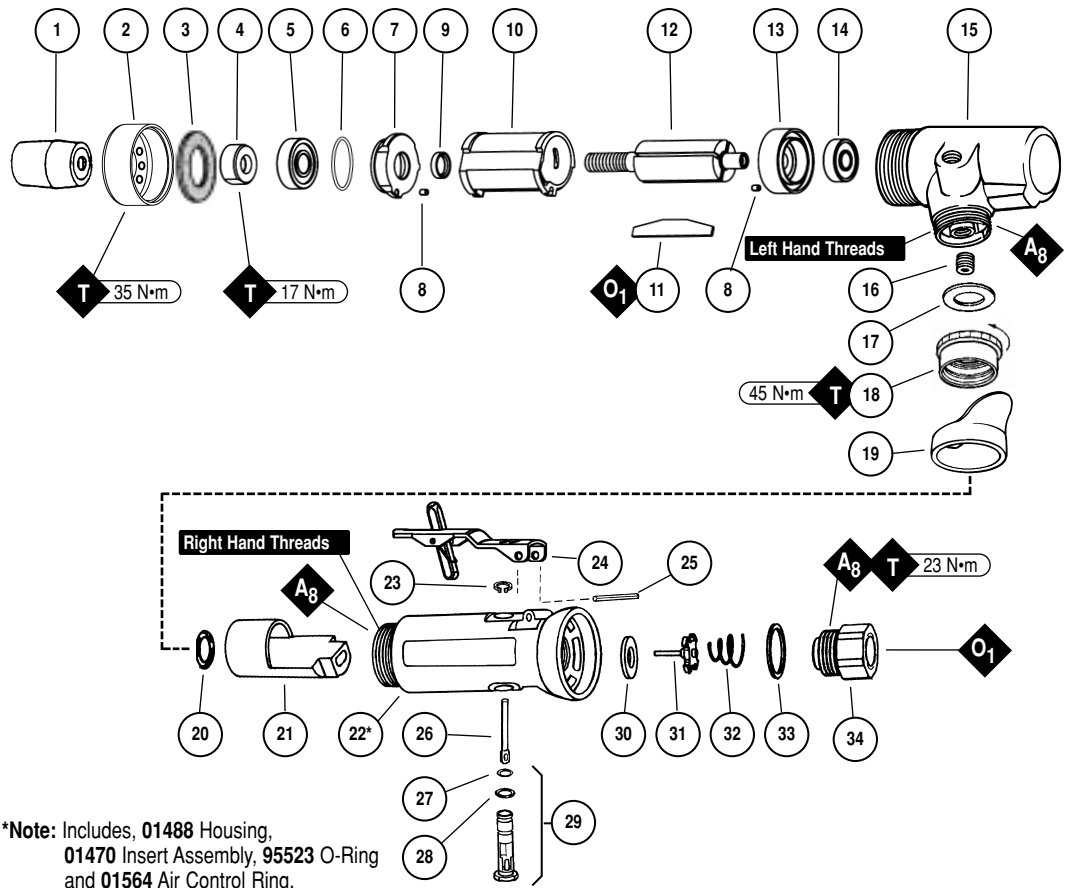 1 2 3 4 5 6 7 9 10 12 13 14 15
T 35 N•m T 17 N•m 8 O1 11 8 Left Hand Threads A8
16
17
45 N•m T 18
19
Right Hand Threads
A8 23 24 25 A8 T 23 N•m
O1
20 21 22* 26 30 31 32 33 34
27
28 29
*Note: Includes, 01488 Housing,
01470 Insert Assembly, 95523 O-Ring
and 01564 Air Control Ring.